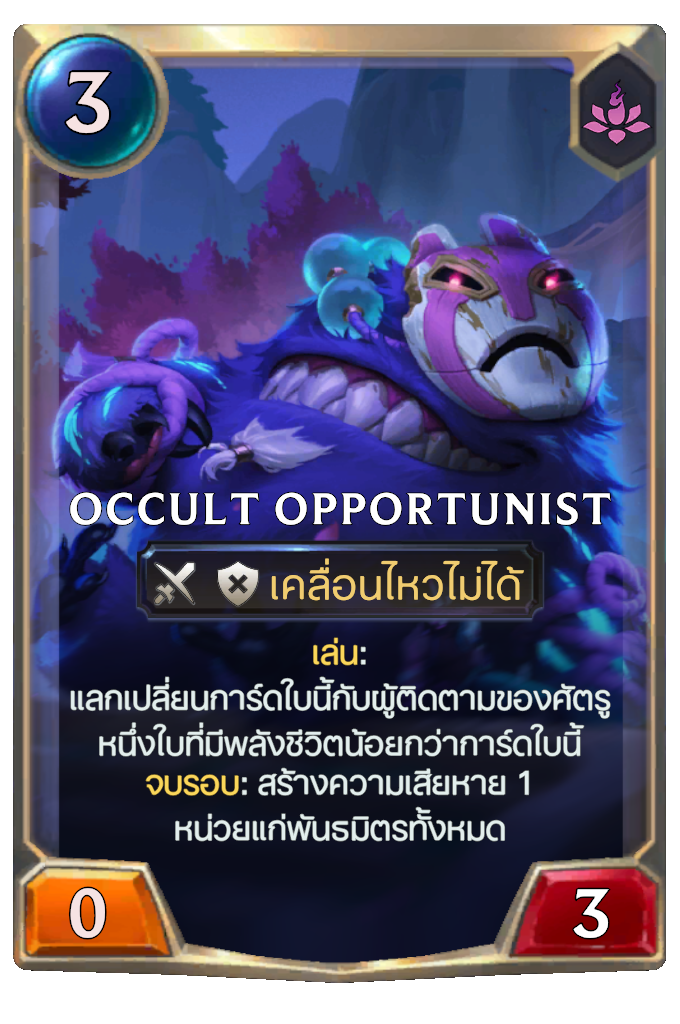 3
OCCULT OPPORTUNIST
เคลื่อนไหวไม่ได้
เล่น:
แลกเปลี่ยนการ์ดใบนี้กับผู้ติดตามของศัตรู
หนึ่งใบที่มีพลังชีวิตน้อยกว่าการ์ดใบนี้
จบรอบ: สร้างความเสียหาย 1
หน่วยแก่พันธมิตรทั้งหมด
0
3